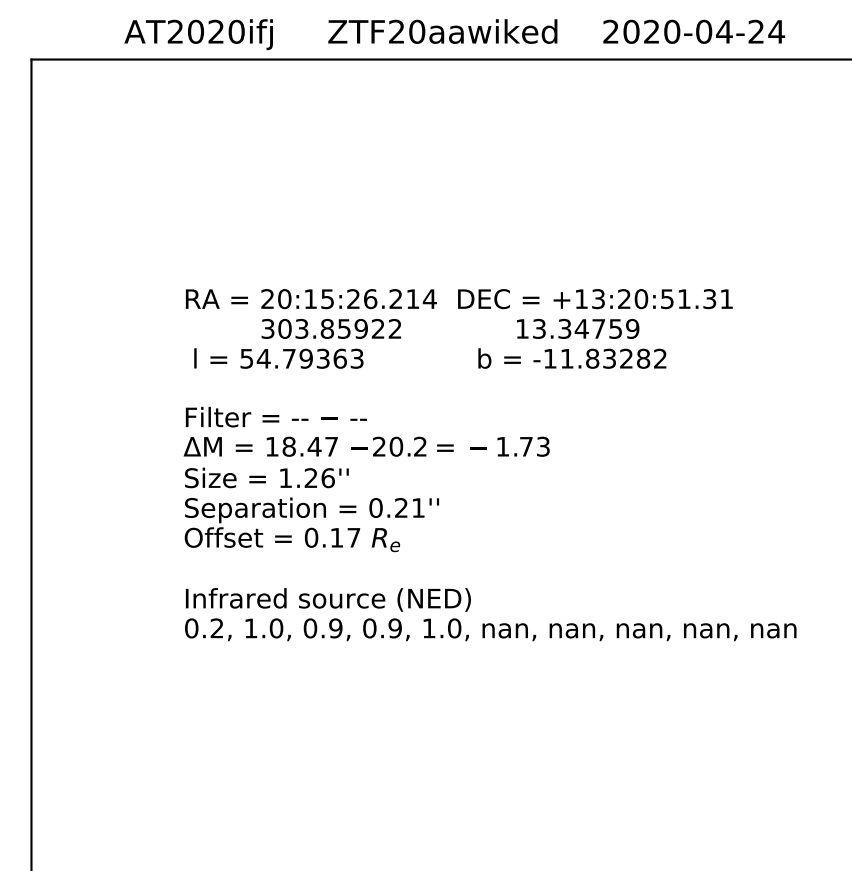 AT2020ifj ZTF20aawiked 2020-04-24
RA = 20:15:26.214 DEC = +13:20:51.31
303.85922 13.34759
l = 54.79363 b = -11.83282
Filter = -- − --
ΔM = 18.47 −20.2 = − 1.73
Size = 1.26''
Separation = 0.21''
Offset = 0.17 Re
Infrared source (NED)
0.2, 1.0, 0.9, 0.9, 1.0, nan, nan, nan, nan, nan